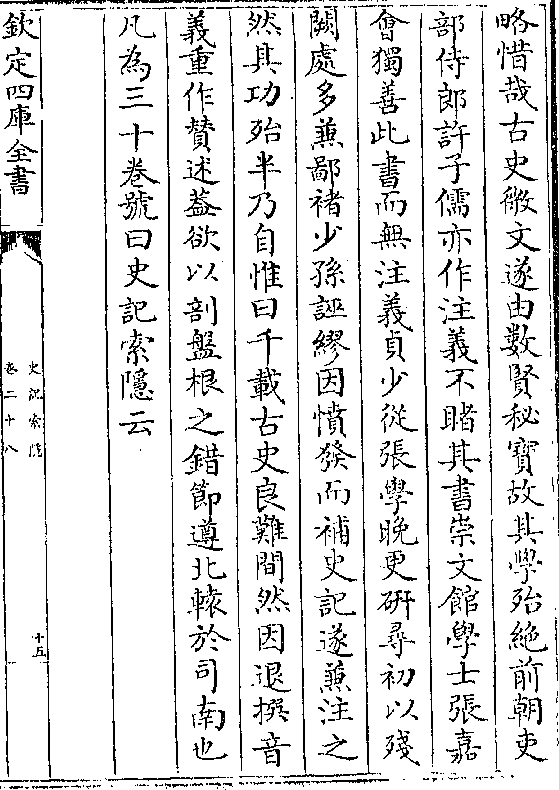 略惜哉古史㣲文遂由數賢秘寶故其學殆絶前朝吏
部侍郎許子儒亦作注義不睹其書崇文館學士張嘉
㑹獨善此書而無注義貞少從張學晚更研尋初以殘
闕處多兼鄙禇少孫誣繆因憤發而補史記遂兼注之
然其功殆半乃自惟曰千載古史良難間然因退撰音
義重作賛述葢欲以剖盤根之錯節遵北轅於司南也
凡為三十卷號曰史記索隱云
欽定四庫全書
史記索隱
卷二十八
十五